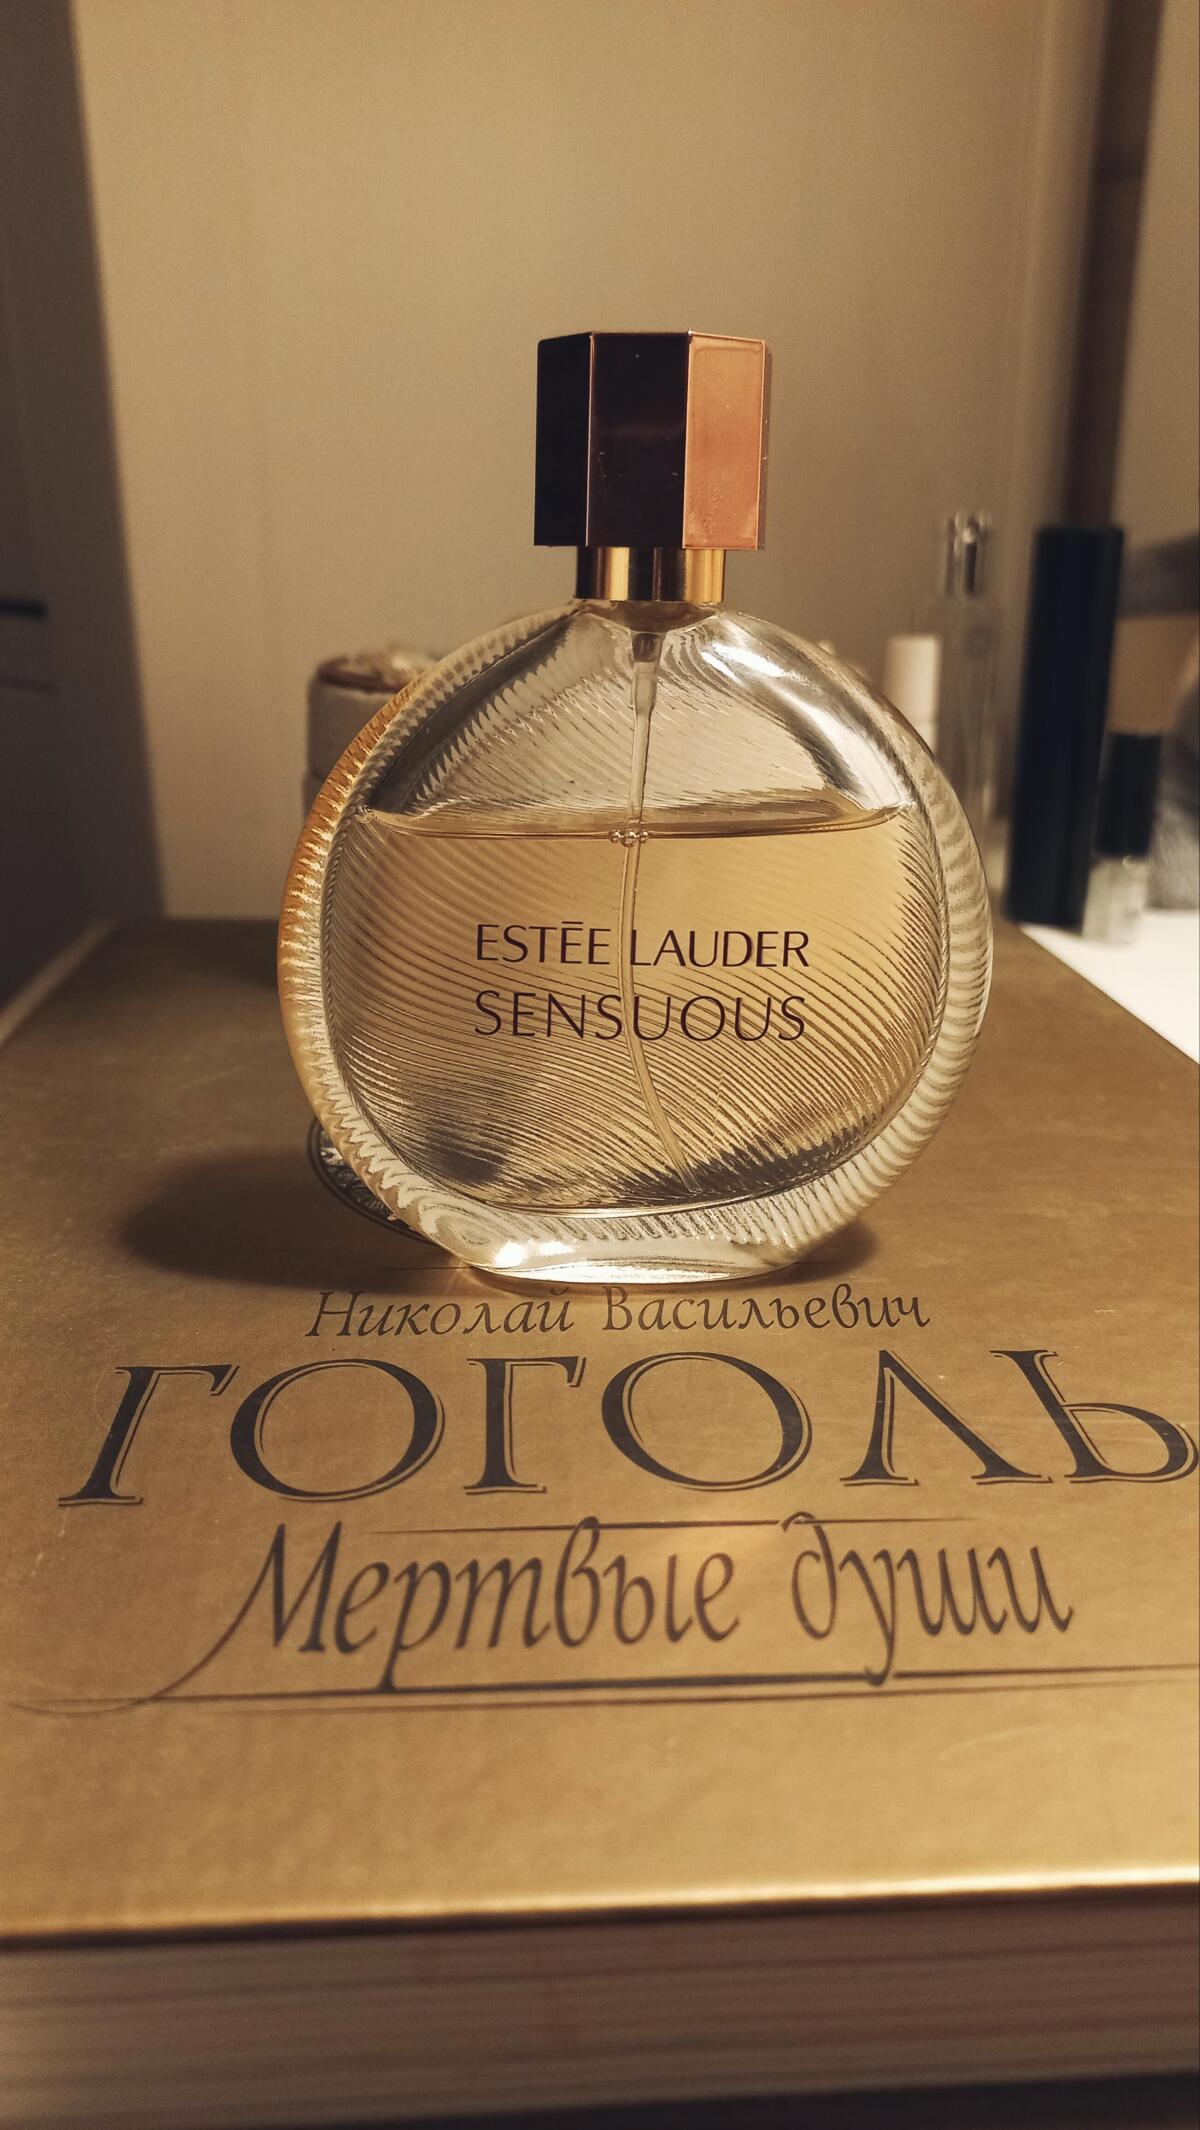 ESTĒE LAUDER
SENSUOUS
Николай Васильевич
ГОГОЛЬ
Мертвые души